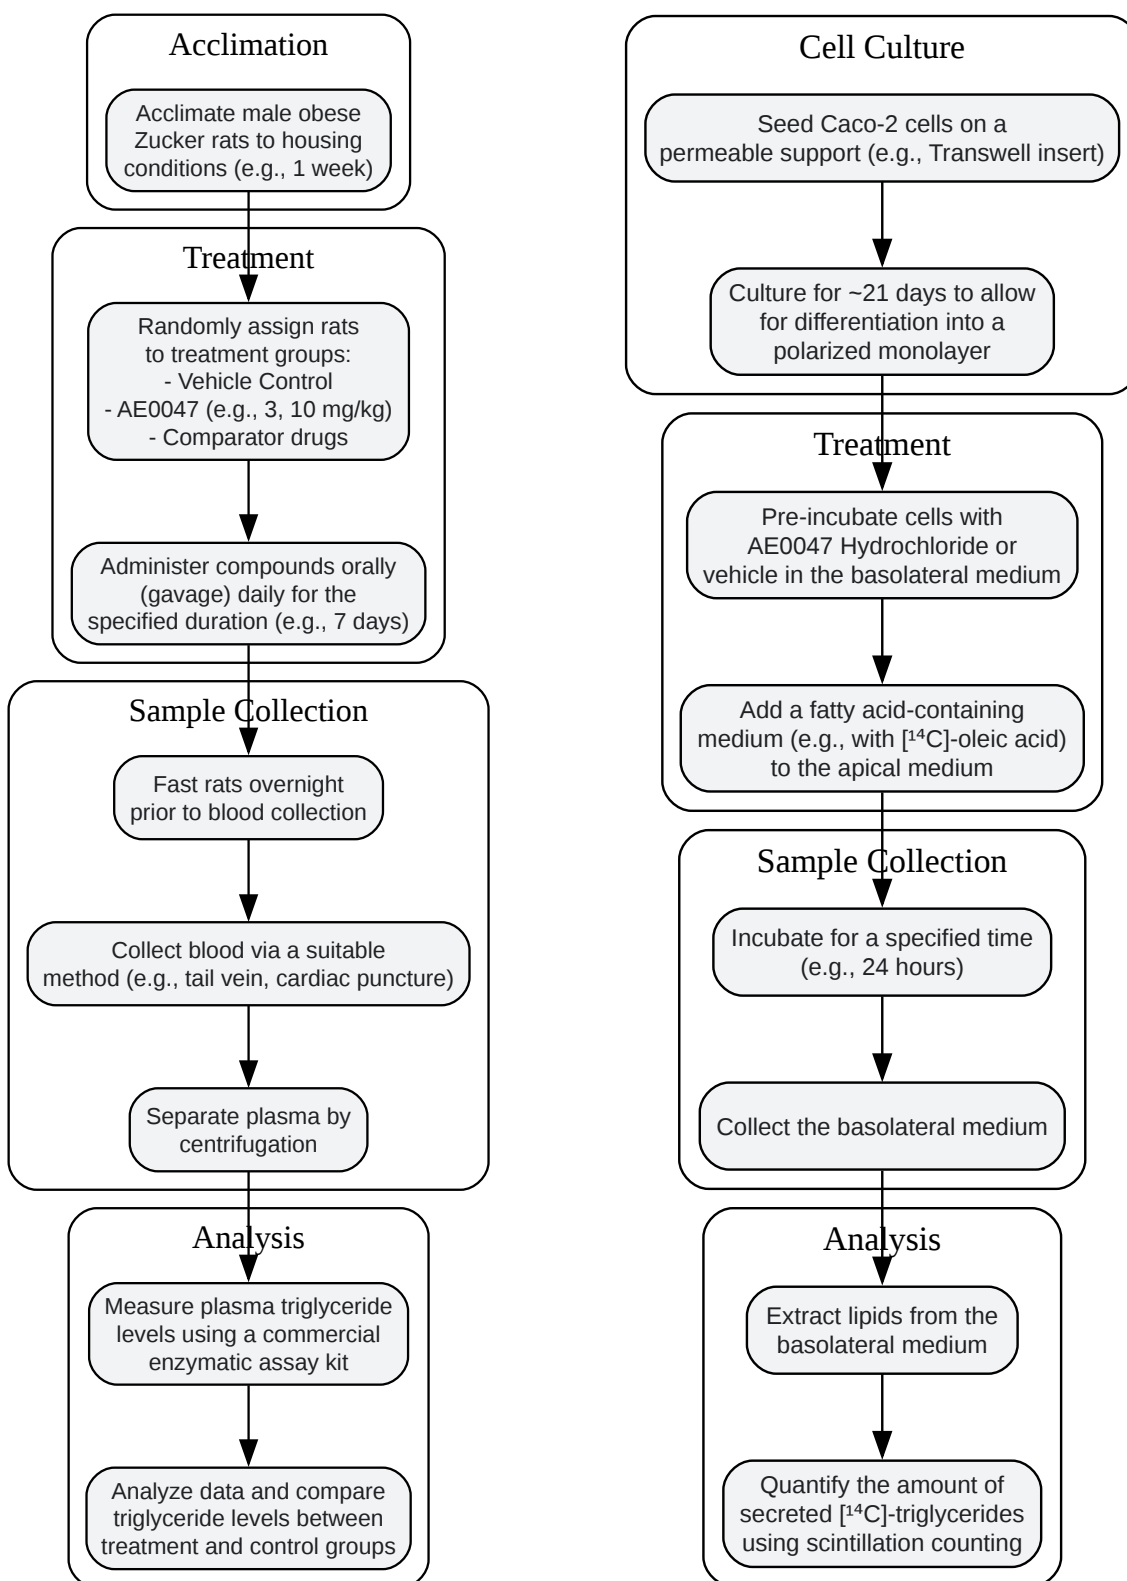 Acclimation
Acclimate male obese
Zucker rats to housing
conditions (e.g., 1 week)
Treatment
Randomly assign rats
to treatment groups:
- Vehicle Control
- AE0047 (e.g., 3, 10 mg/kg)
- Comparator drugs
Administer compounds orally
(gavage) daily for the
specified duration (e.g., 7 days)
Sample Collection
Fast rats overnight
prior to blood collection
Collect blood via a suitable
method (e.g., tail vein, cardiac puncture)
Separate plasma by
centrifugation
Analysis
Measure plasma triglyceride
levels using a commercial
enzymatic assay kit
Analyze data and compare
triglyceride levels between
treatment and control groups
Cell Culture
Seed Caco-2 cells on a
permeable support (e.g., Transwell insert)
Culture for ~21 days to allow
for differentiation into a
polarized monolayer
Treatment
Pre-incubate cells with
AE0047 Hydrochloride or
vehicle in the basolateral medium
Add a fatty acid-containing
medium (e.g., with [¹⁴C]-oleic acid)
to the apical medium
Sample Collection
Incubate for a specified time
(e.g., 24 hours)
Collect the basolateral medium
Analysis
Extract lipids from the
basolateral medium
Quantify the amount of
secreted [¹⁴C]-triglycerides
using scintillation counting